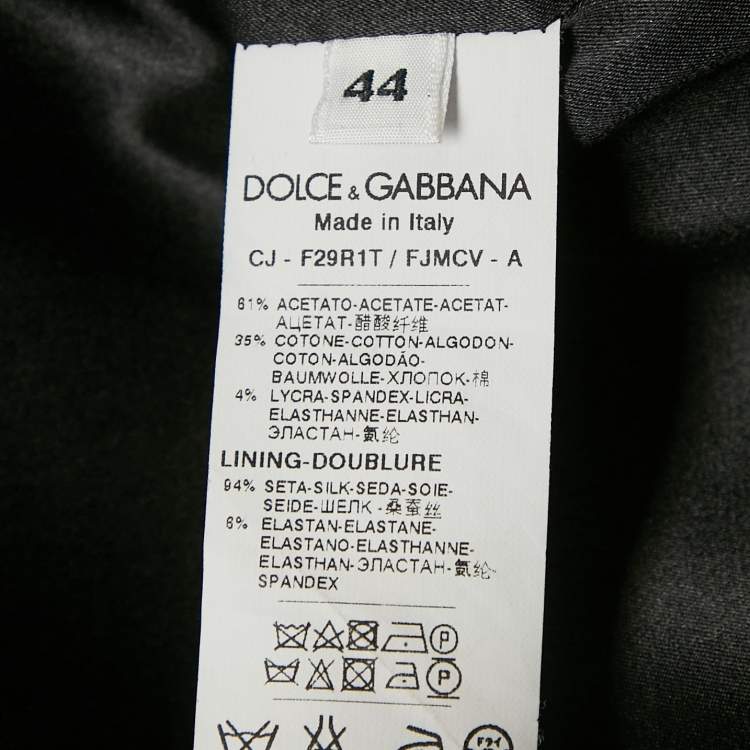 44
DOLCE & GABBANA
Made in Italy
CJ - F29R1T / FJMCV - A
61% ACETATO-ACETATE-ACETAT-
АЦЕТАТ-醋酸纤维
35% COTONE-COTTON-ALGODON-
COTON-ALGODÃO-
BAUMWOLLE-ХЛОПОК-棉
4% LYCRA-SPANDEX-LICRA-
ELASTHANNE-ELASTHAN-
ЭЛАСТАН-氨纶
LINING-DOUBLURE
94% SETA-SILK-SEDA-SOIE-
SEIDE-ШЕЛК-桑蚕丝
6% ELASTAN-ELASTANE-
ELASTANO-ELASTHANNE-
ELASTHAN-ЭЛАСТАН-氨纶-
SPANDEX
P
P
ドライ